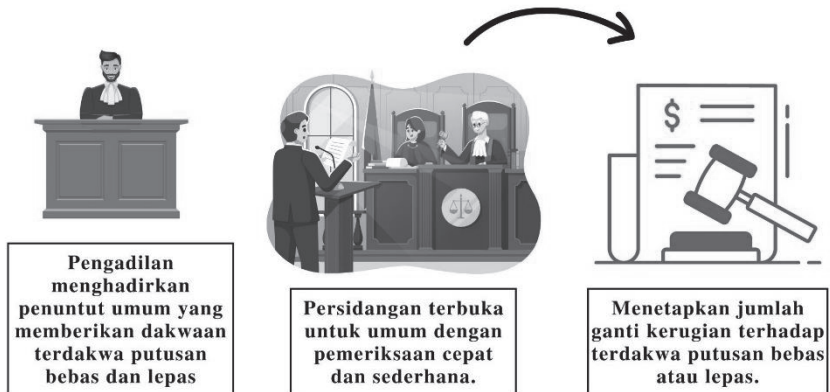 $
Pengadilan
menghadirkan
penuntut umum yang
memberikan dakwaan
terdakwa putusan
bebas dan lepas
Persidangan terbuka
untuk umum dengan
pemeriksaan cepat
dan sederhana.
Menetapkan jumlah
ganti kerugian terhadap
terdakwa putusan bebas
atau lepas.